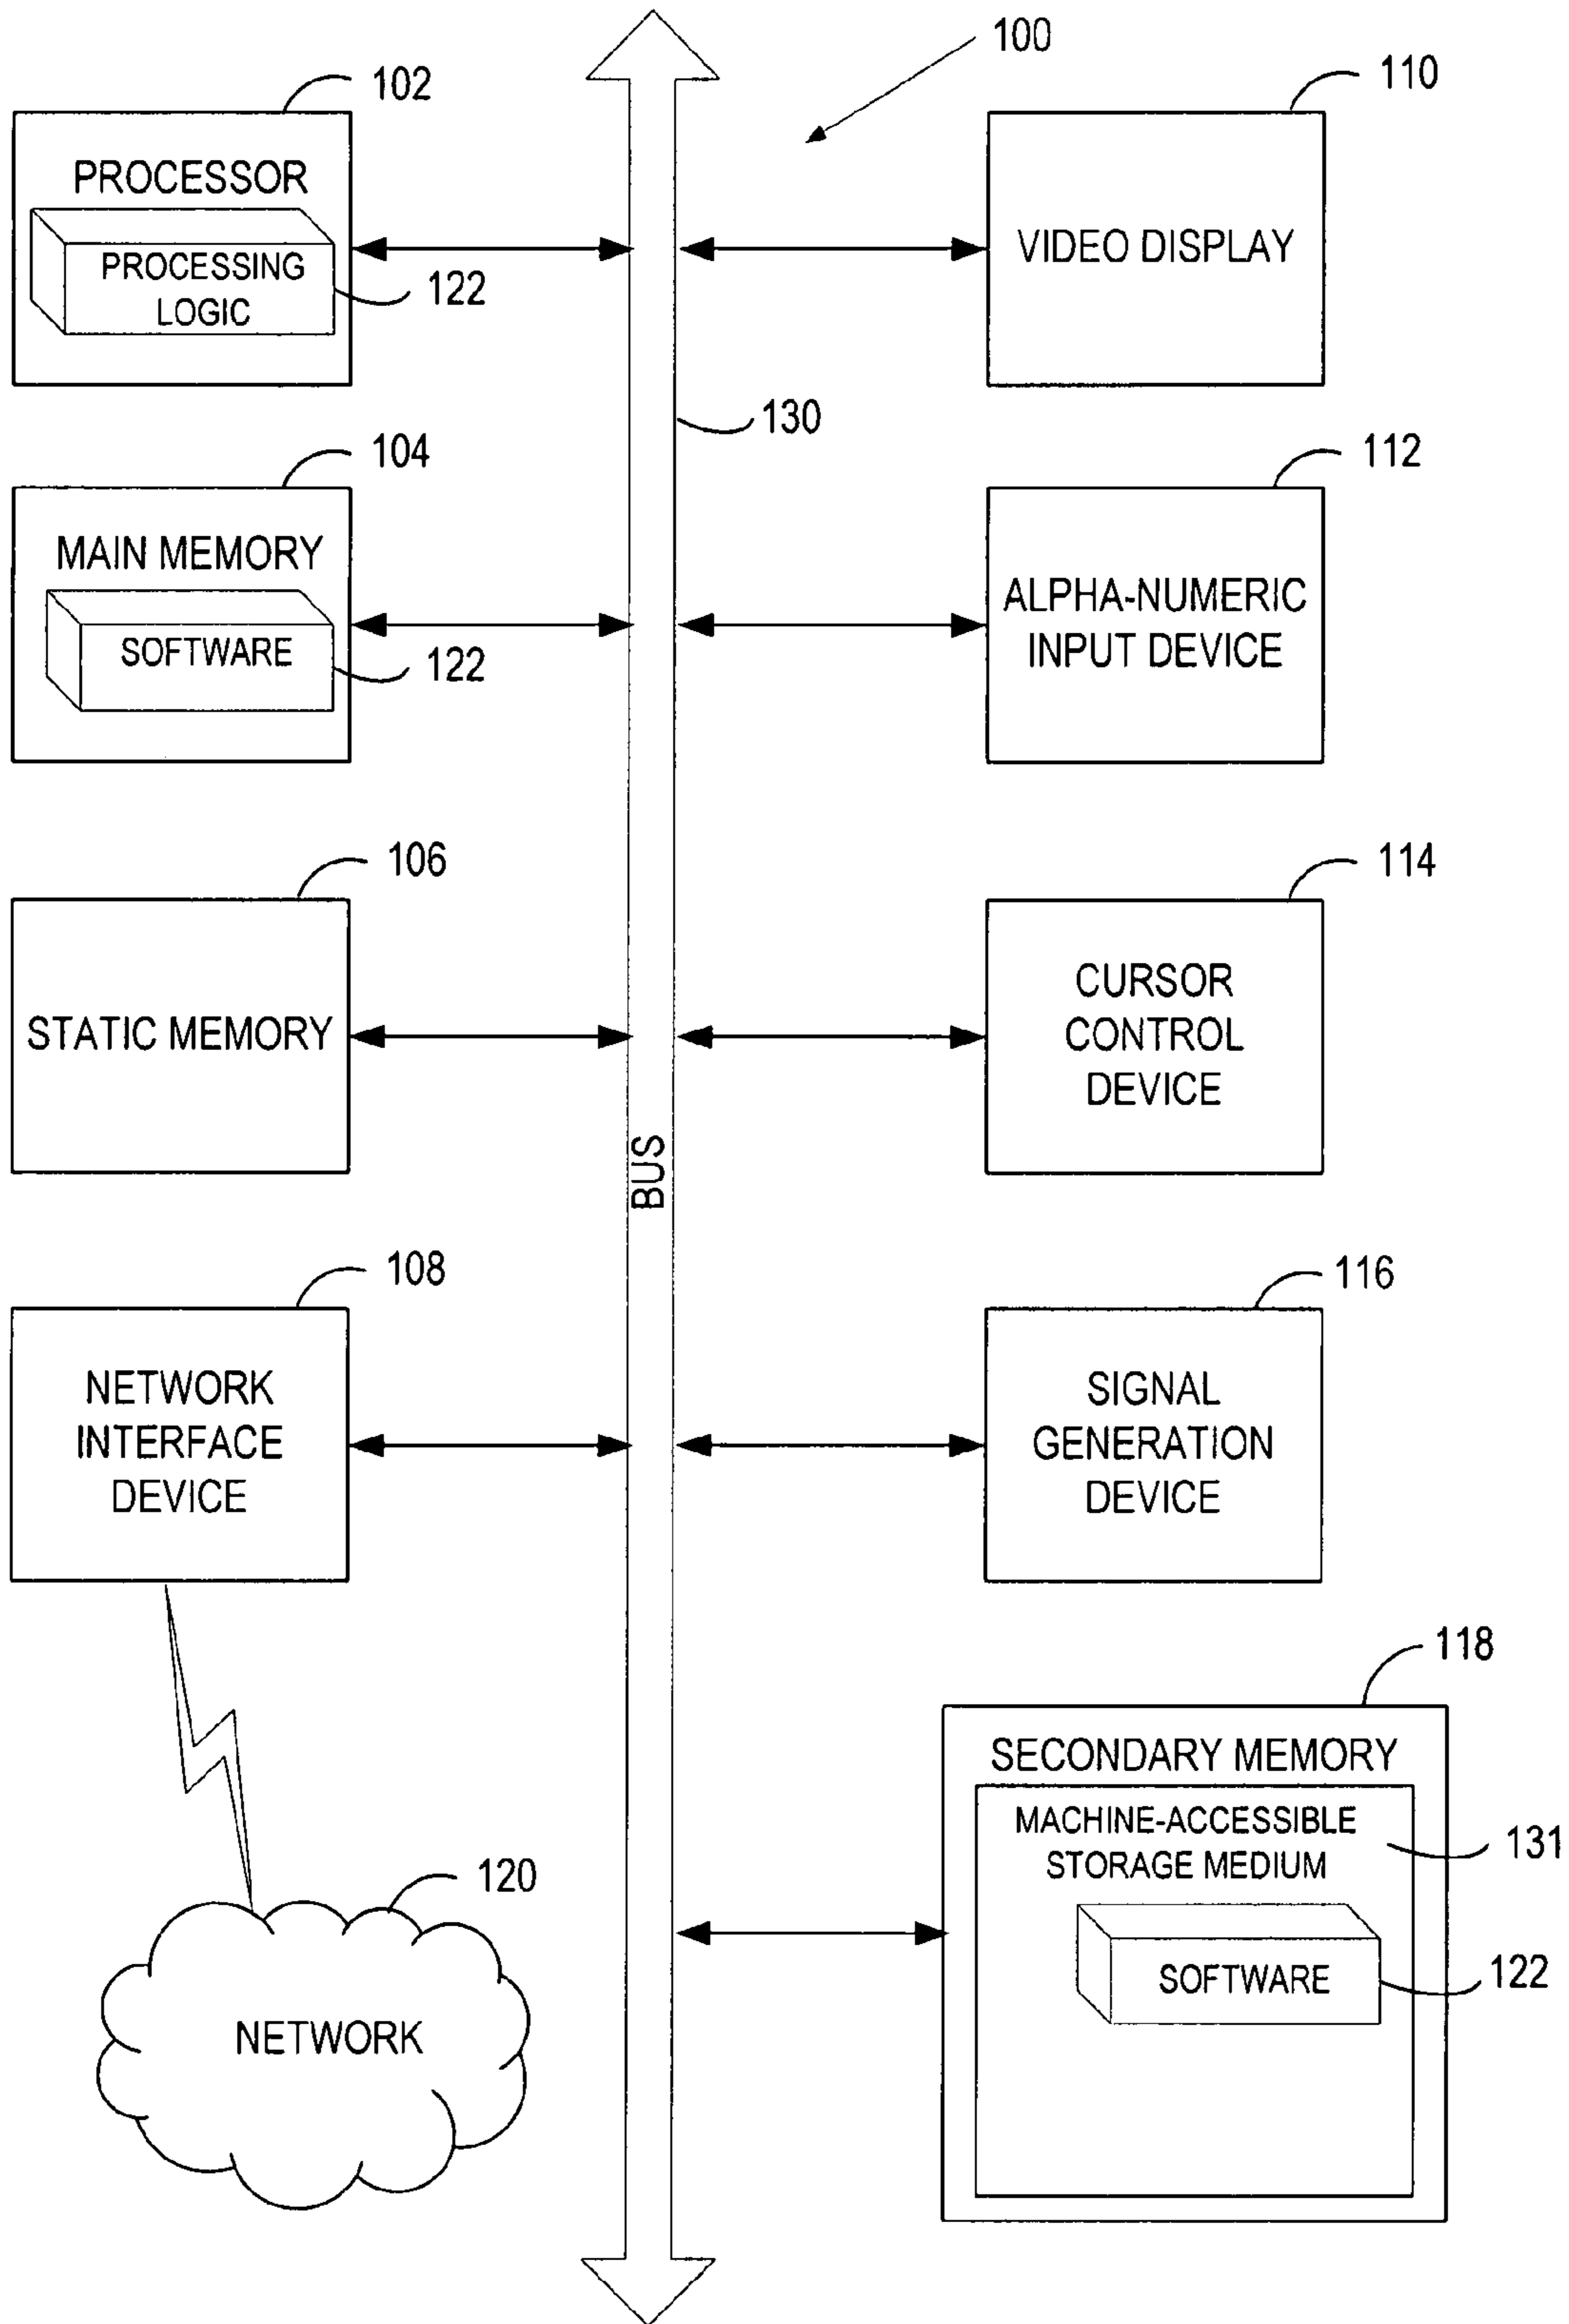 100
102
PROCESSOR
PROCESSING
LOGIC
122
110
VIDEO DISPLAY
130
104
MAIN MEMORY
SOFTWARE
122
112
ALPHA-NUMERIC
INPUT DEVICE
106
STATIC MEMORY
114
CURSOR
CONTROL
DEVICE
BUS
108
NETWORK
INTERFACE
DEVICE
116
SIGNAL
GENERATION
DEVICE
118
SECONDARY MEMORY
MACHINE-ACCESSIBLE
STORAGE MEDIUM
131
SOFTWARE
122
120
NETWORK